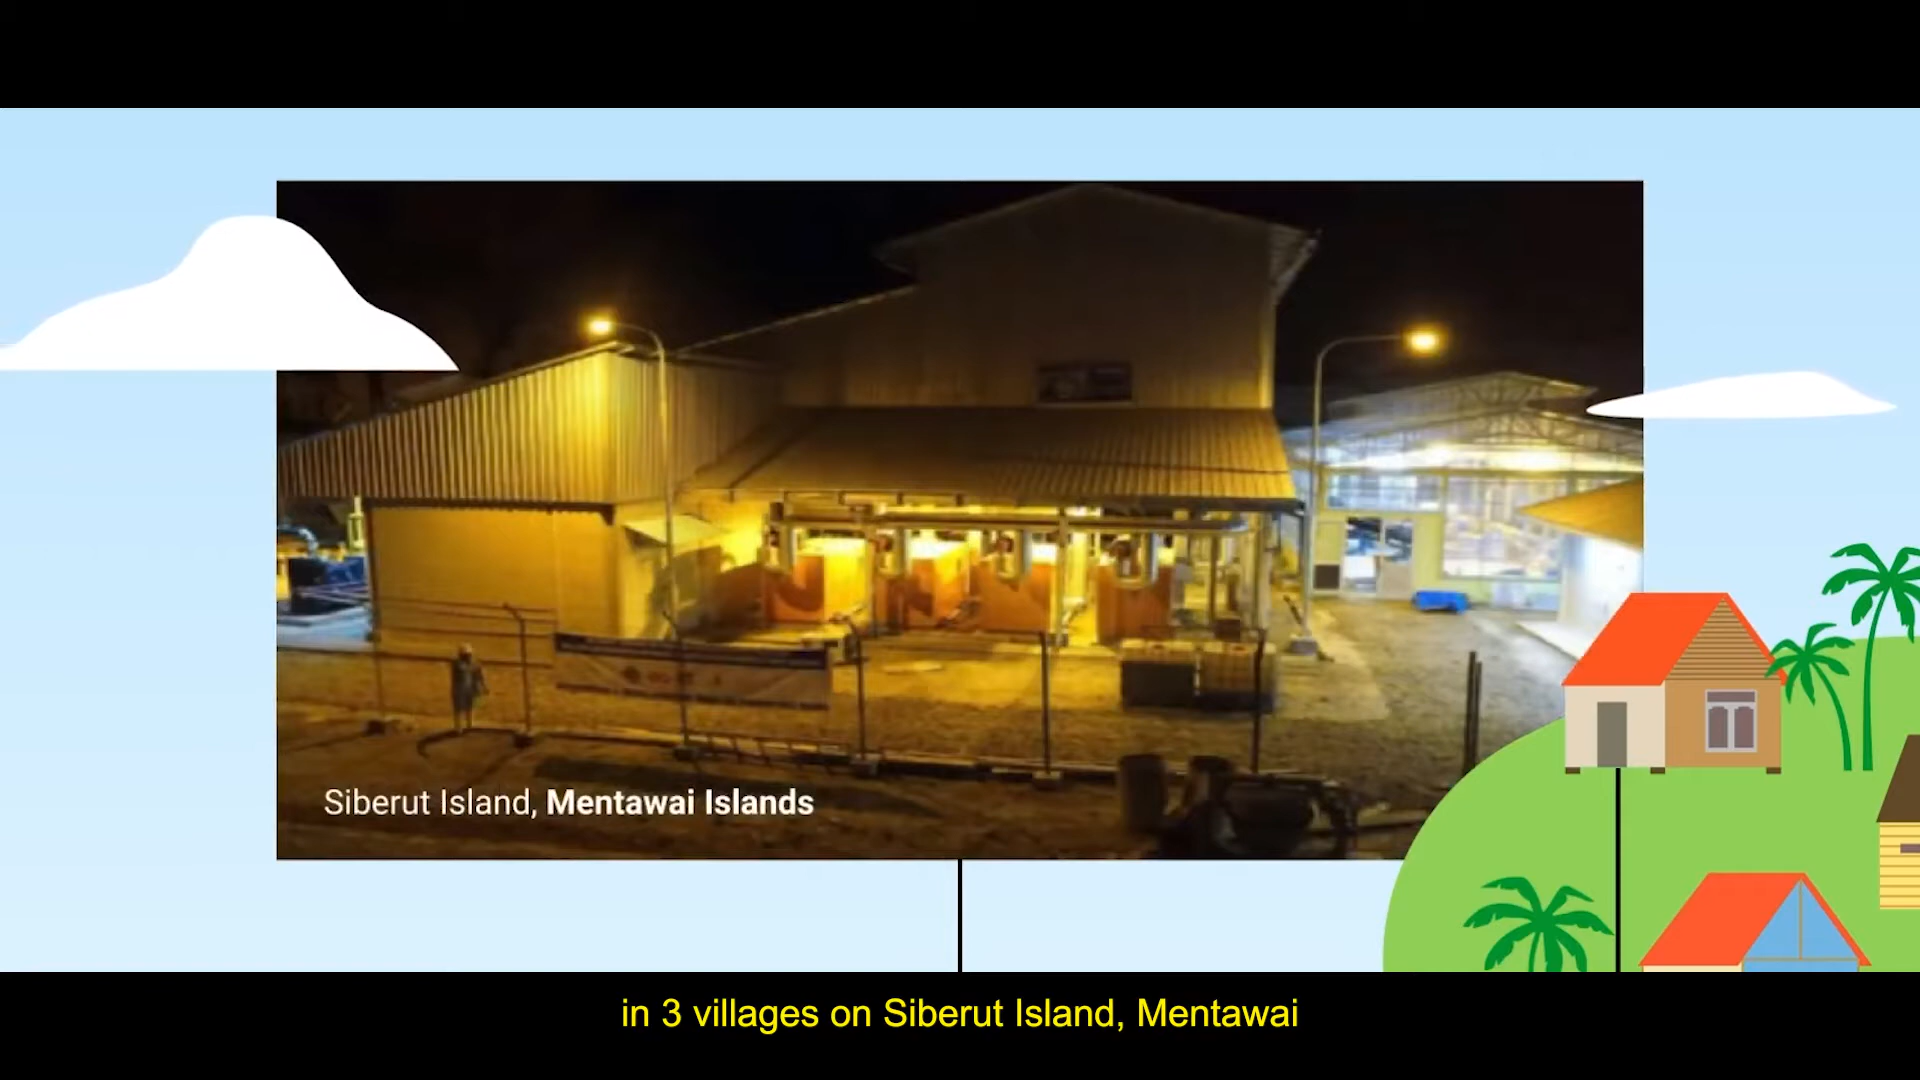 Siberut Island, Mentawai Islands
in 3 villages on Siberut Island, Mentawai